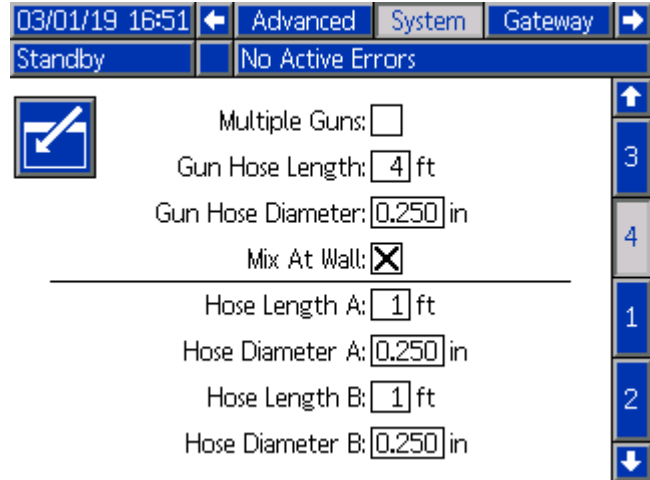 03/01/19 16:51 Advanced System Gateway
Standby No Active Errors
Multiple Guns:
Gun Hose Length: 4 ft
Gun Hose Diameter: 0.250 in
Mix At Wall:
Hose Length A: 1 ft
Hose Diameter A: 0.250 in
Hose Length B: 1 ft
Hose Diameter B: 0.250 in
3
4
1
2